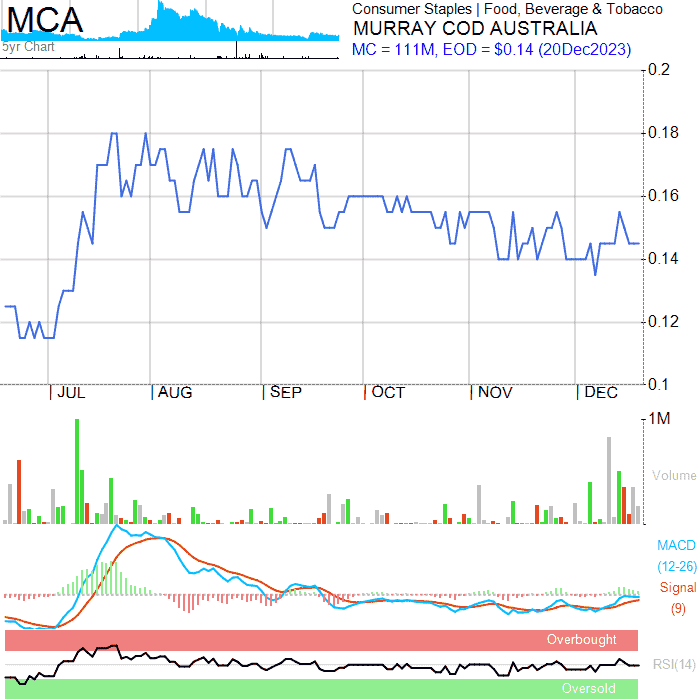 MCA
5yr Chart
Consumer Staples | Food, Beverage & Tobacco
MURRAY COD AUSTRALIA
MC = 111M, EOD = $0.14 (20Dec2023)
0.2
0.18
0.16
0.14
0.12
0.1
JUL AUG SEP OCT NOV DEC
1M
Volume
MACD
(12-26)
Signal
(9)
Overbought
RSI(14)
Oversold